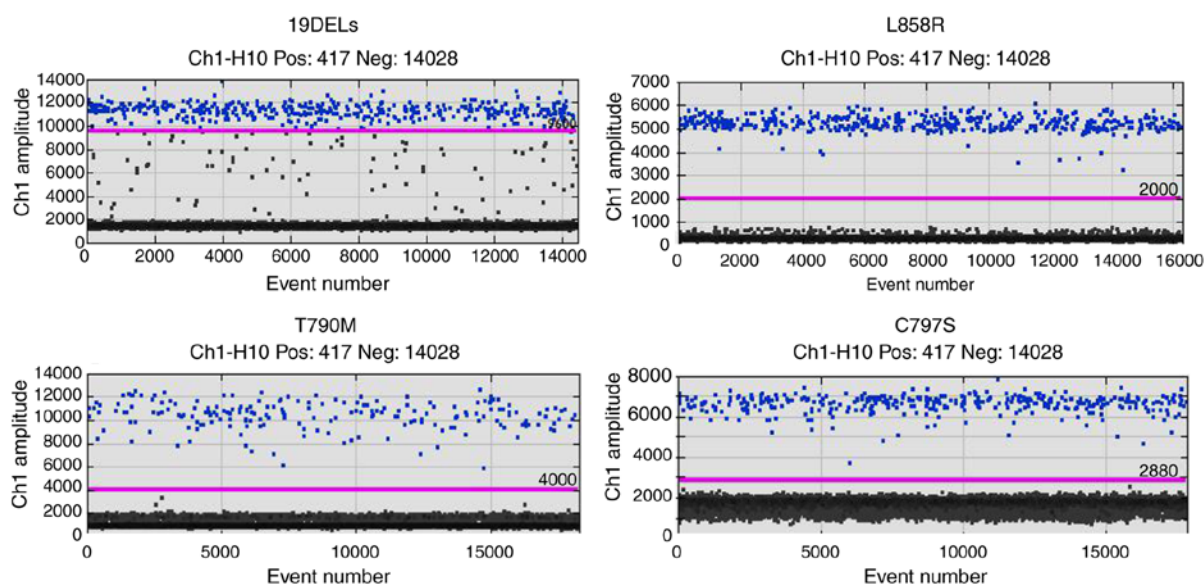 19DELs
Ch1-H10 Pos: 417 Neg: 14028
14000
12000
10000
8000
6000
4000
2000
0
Ch1 amplitude
9600
0 2000 4000 6000 8000 10000 12000 14000
Event number
L858R
Ch1-H10 Pos: 417 Neg: 14028
7000
6000
5000
4000
3000
2000
1000
0
Ch1 amplitude
2000
0 2000 4000 6000 8000 10000 12000 14000 16000
Event number
T790M
Ch1-H10 Pos: 417 Neg: 14028
14000
12000
10000
8000
6000
4000
2000
0
Ch1 amplitude
4000
0 5000 10000 15000
Event number
C797S
Ch1-H10 Pos: 417 Neg: 14028
8000
6000
4000
2000
0
Ch1 amplitude
2880
0 5000 10000 15000
Event number